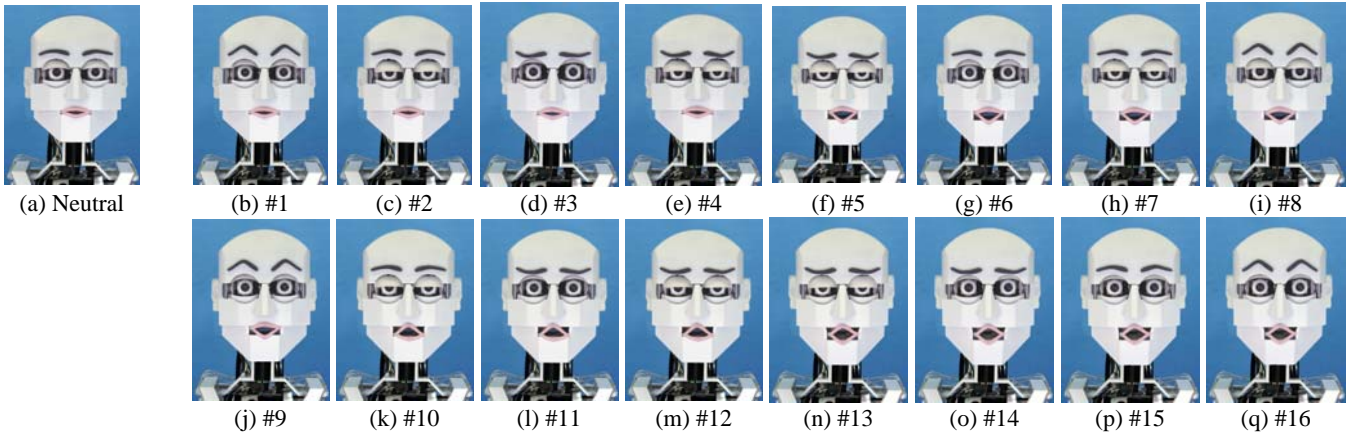 (a) Neutral
(b) #1
(c) #2
(d) #3
(e) #4
(f) #5
(g) #6
(h) #7
(i) #8
(j) #9
(k) #10
(l) #11
(m) #12
(n) #13
(o) #14
(p) #15
(q) #16